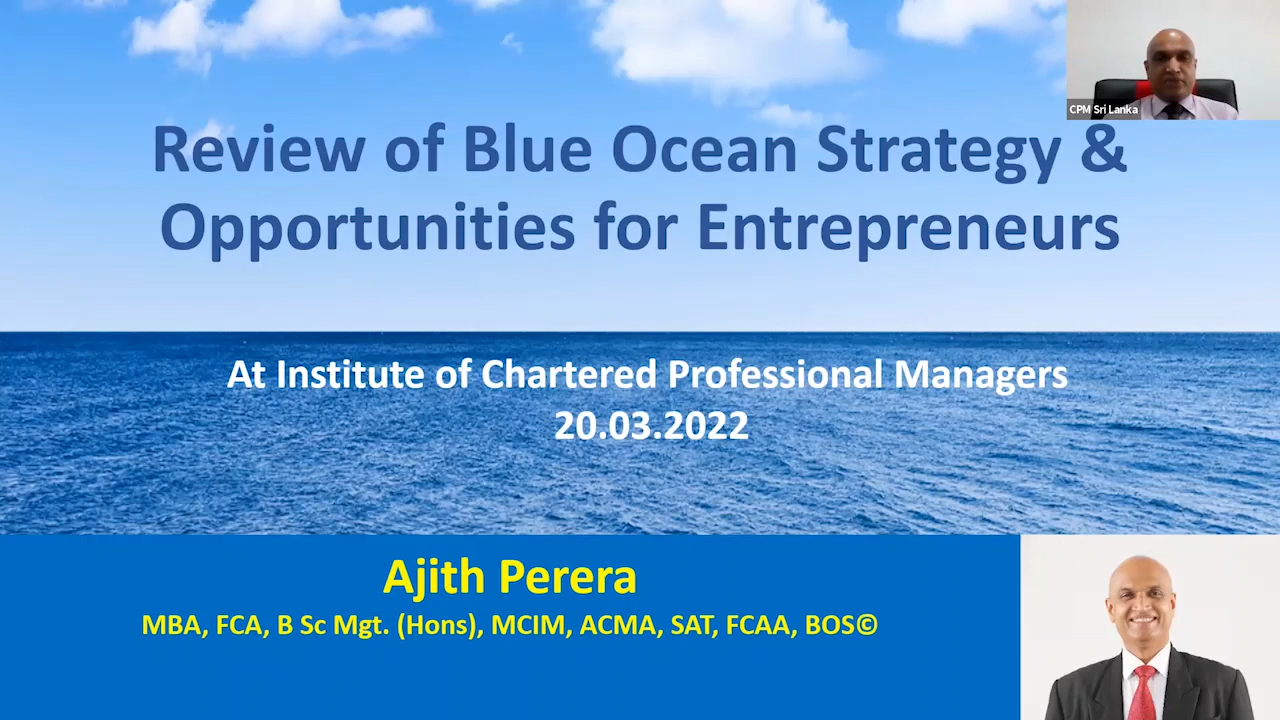 CPM Sri Lanka
Review of Blue Ocean Strategy &
Opportunities for Entrepreneurs
At Institute of Chartered Professional Managers
20.03.2022
Ajith Perera
MBA, FCA, B Sc Mgt. (Hons), MCIM, ACMA, SAT, FCAA, BOS©